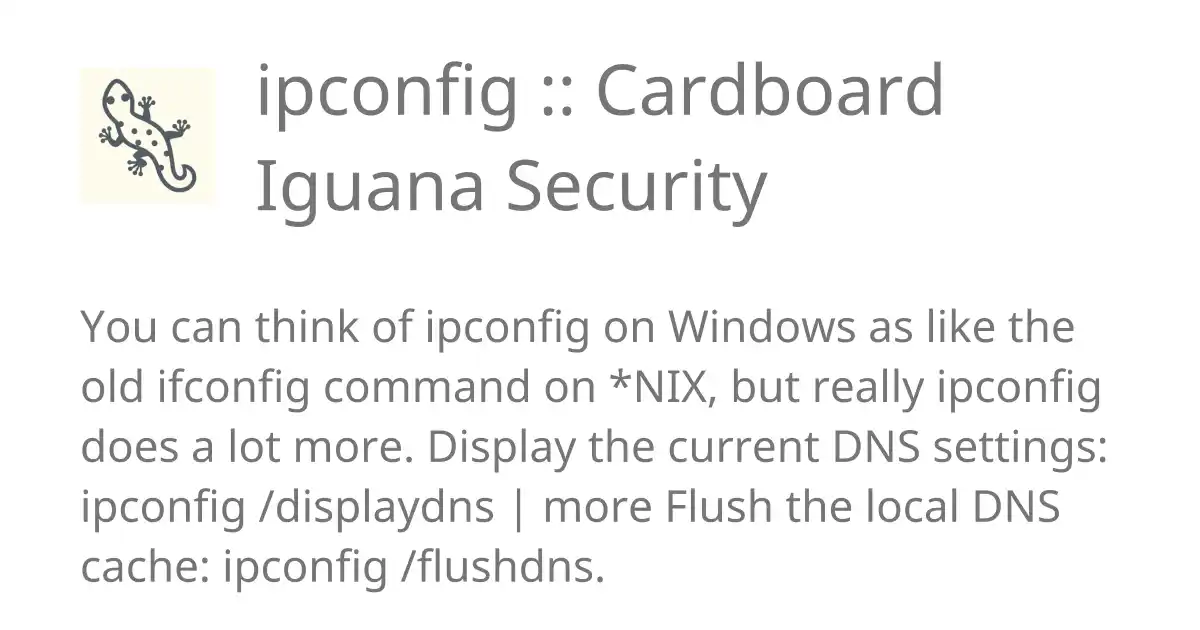 ipconfig :: Cardboard
Iguana Security
You can think of ipconfig on Windows as like the
old ifconfig command on *NIX, but really ipconfig
does a lot more. Display the current DNS settings:
ipconfig /displaydns | more Flush the local DNS
cache: ipconfig /flushdns.